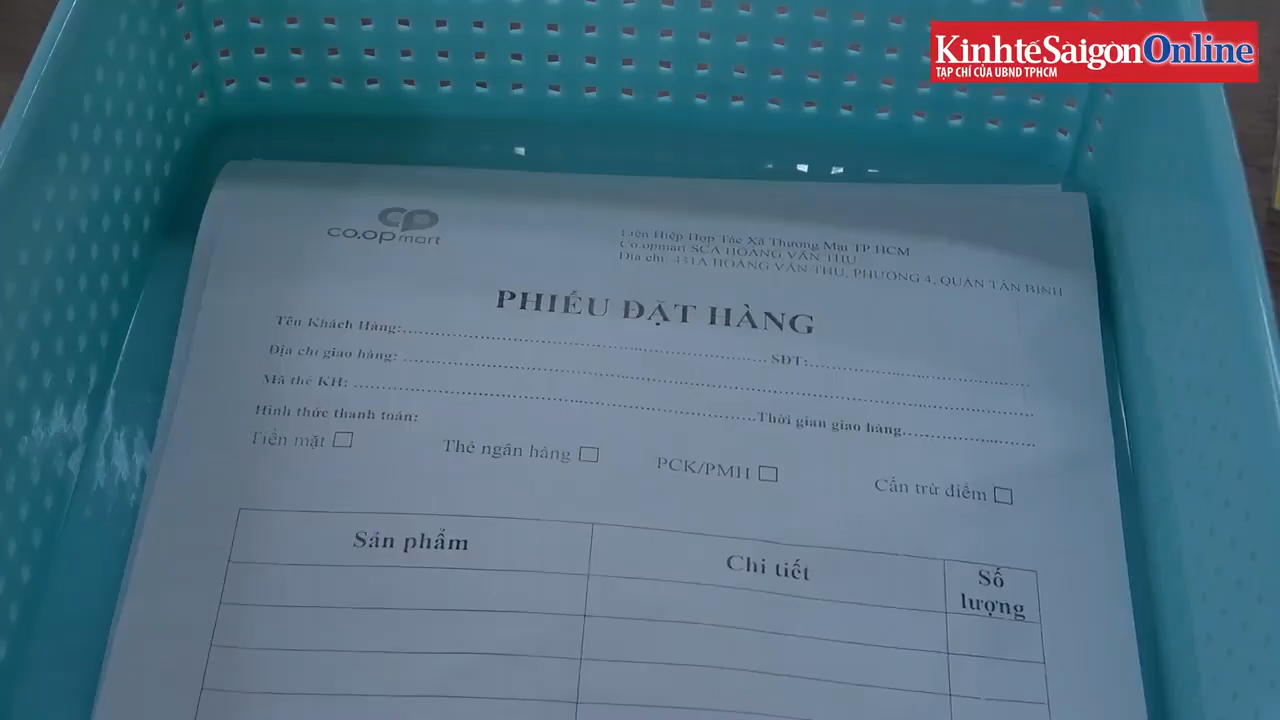 KinhtếSàigònOnline
TẠP CHÍ CỦA UBND TPHCM
co.opmart
Liên Hiệp Hợp Tác Xã Thương Mại TP HCM
Co.opmart SCA HOÀNG VĂN THỤ
Địa chỉ: 431A HOÀNG VĂN THỤ, PHƯỜNG 4, QUẬN TÂN BÌNH
PHIẾU ĐẶT HÀNG
Tên Khách Hàng:.......................... SĐT:..........................
Địa chỉ giao hàng: ..........................
Mã thẻ KH: ..........................Thời gian giao hàng..........................
Hình thức thanh toán:
Tiền mặt □ Thẻ ngân hàng □ PCK/PMH □ Cấn trừ điểm □
Sản phẩm Chi tiết Số lượng